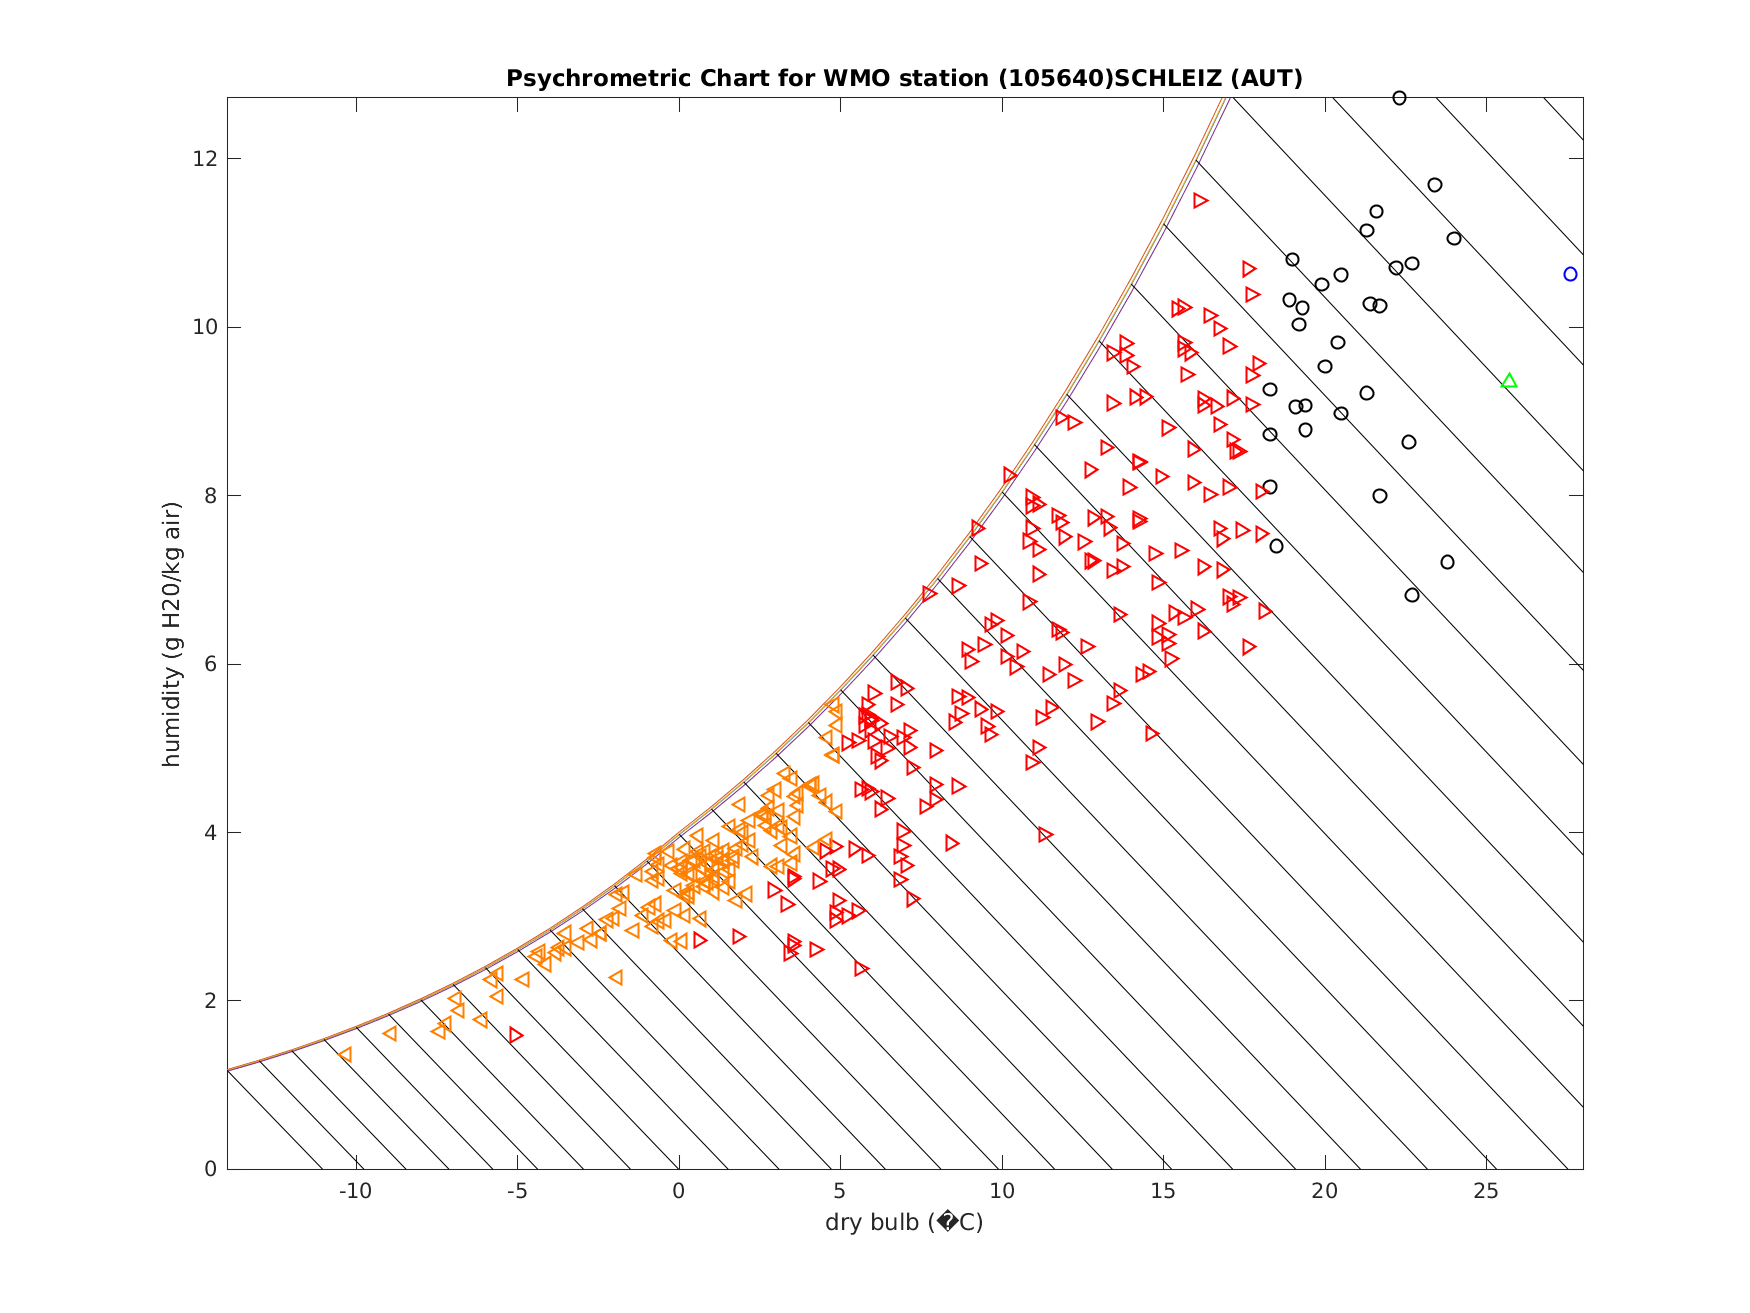 Psychrometric Chart for WMO station (105640)SCHLEIZ (AUT)
humidity (g H20/kg air)
12
10
8
6
4
2
0
-10 -5 0 5 10 15 20 25
dry bulb (�C)